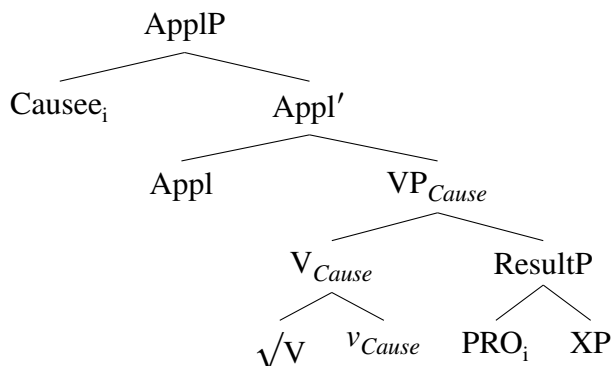 ApplP
Causeeᵢ Appl′
Appl VP_Cause
V_Cause ResultP
√V v_Cause PROᵢ XP